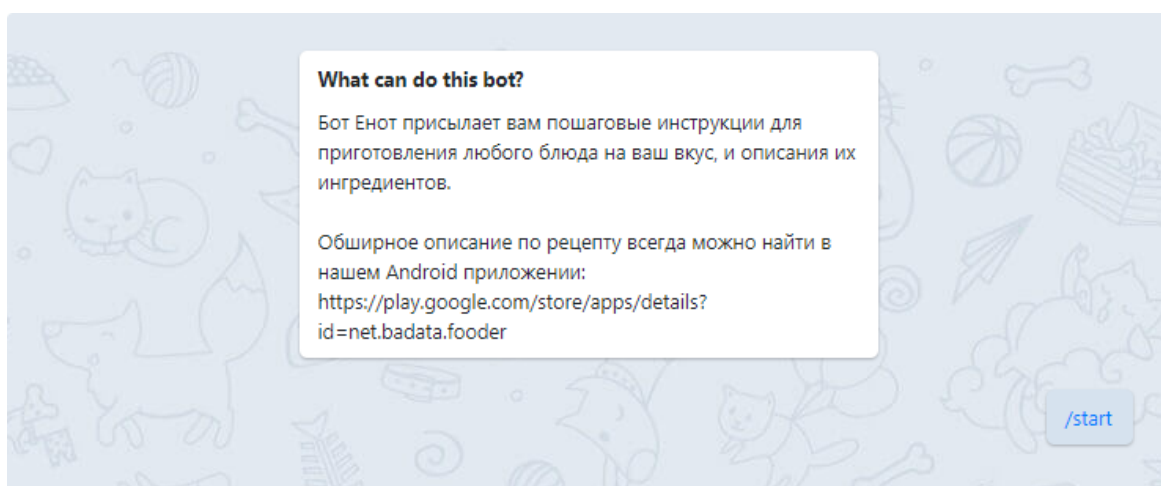 What can do this bot?
Бот Енот присылает вам пошаговые инструкции для
приготовления любого блюда на ваш вкус, и описания их
ингредиентов.
Обширное описание по рецепту всегда можно найти в
нашем Android приложении:
https://play.google.com/store/apps/details?
id=net.badata.fooder
/start